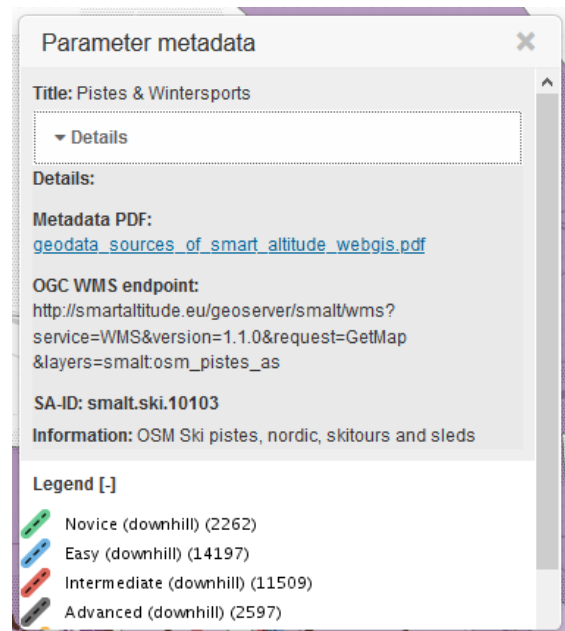 Parameter metadata
Title: Pistes & Wintersports
Details
Details:
Metadata PDF:
geodata_sources_of_smart_altitude_webgis.pdf
OGC WMS endpoint:
http://smartaltitude.eu/geoserver/smalt/wms?
service=WMS&version=1.1.0&request=GetMap
&layers=smalt:osm_pistes_as
SA-ID: smalt.ski.10103
Information: OSM Ski pistes, nordic, skitours and sleds
Legend [-]
Novice (downhill) (2262)
Easy (downhill) (14197)
Intermediate (downhill) (11509)
Advanced (downhill) (2597)